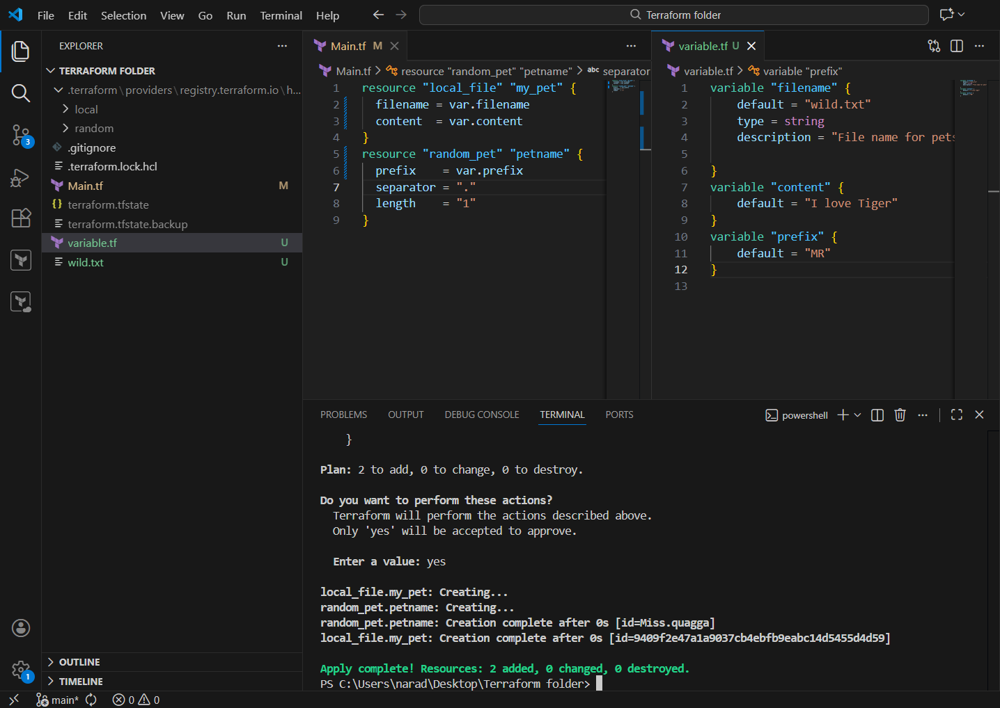 File Edit Selection View Go Run Terminal Help
Terraform folder
EXPLORER
TERRAFORM FOLDER
.terraform\providers\registry.terraform.io\h...
local
random
.gitignore
.terraform.lock.hcl
Main.tf M
terraform.tfstate
terraform.tfstate.backup
variable.tf U
wild.txt U
OUTLINE
TIMELINE
3
1
Main.tf M
Main.tf > resource "random_pet" "petname" > abc separator
1 resource "local_file" "my_pet" {
2 filename = var.filename
3 content = var.content
4 }
5 resource "random_pet" "petname" {
6 prefix = var.prefix
7 separator = "."
8 length = "1"
9 }
variable.tf U
variable.tf > variable "prefix"
1 variable "filename" {
2 default = "wild.txt"
3 type = string
4 description = "File name for pets
5
6 }
7 variable "content" {
8 default = "I love Tiger"
9 }
10 variable "prefix" {
11 default = "MR"
12 }
13
PROBLEMS OUTPUT DEBUG CONSOLE TERMINAL PORTS
powershell
}
Plan: 2 to add, 0 to change, 0 to destroy.
Do you want to perform these actions?
Terraform will perform the actions described above.
Only 'yes' will be accepted to approve.
Enter a value: yes
local_file.my_pet: Creating...
random_pet.petname: Creating...
random_pet.petname: Creation complete after 0s [id=Miss.quagga]
local_file.my_pet: Creation complete after 0s [id=9409f2e47a1a9037cb4ebfb9eabc14d5455d4d59]
Apply complete! Resources: 2 added, 0 changed, 0 destroyed.
PS C:\Users\narad\Desktop\Terraform folder>
main* 0 0